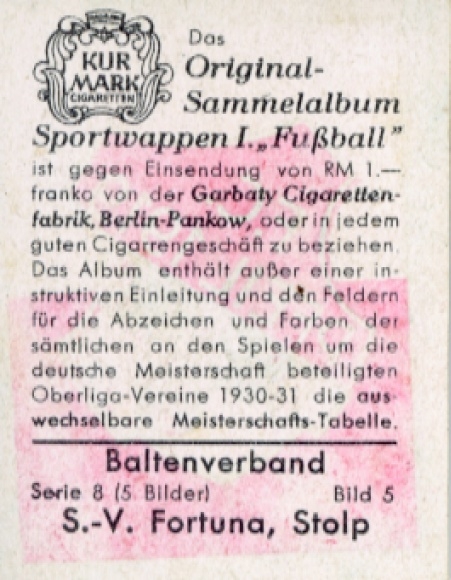 KUR
MARK
CIGARETTEN
Das
Original-
Sammelalbum
Sportwappen I. „Fußball”
ist gegen Einsendung von RM 1.—
franko von der Garbaty Cigaretten-
fabrik, Berlin-Pankow, oder in jedem
guten Cigarrengeschäft zu beziehen.
Das Album enthält außer einer in-
struktiven Einleitung und den Feldern
für die Abzeichen und Farben der
sämtlichen an den Spielen um die
deutsche Meisterschaft beteiligten
Oberliga-Vereine 1930-31 die aus
wechselbare Meisterschafts-Tabelle.
Baltenverband
Serie 8 (5 Bilder) Bild 5
S.-V. Fortuna, Stolp